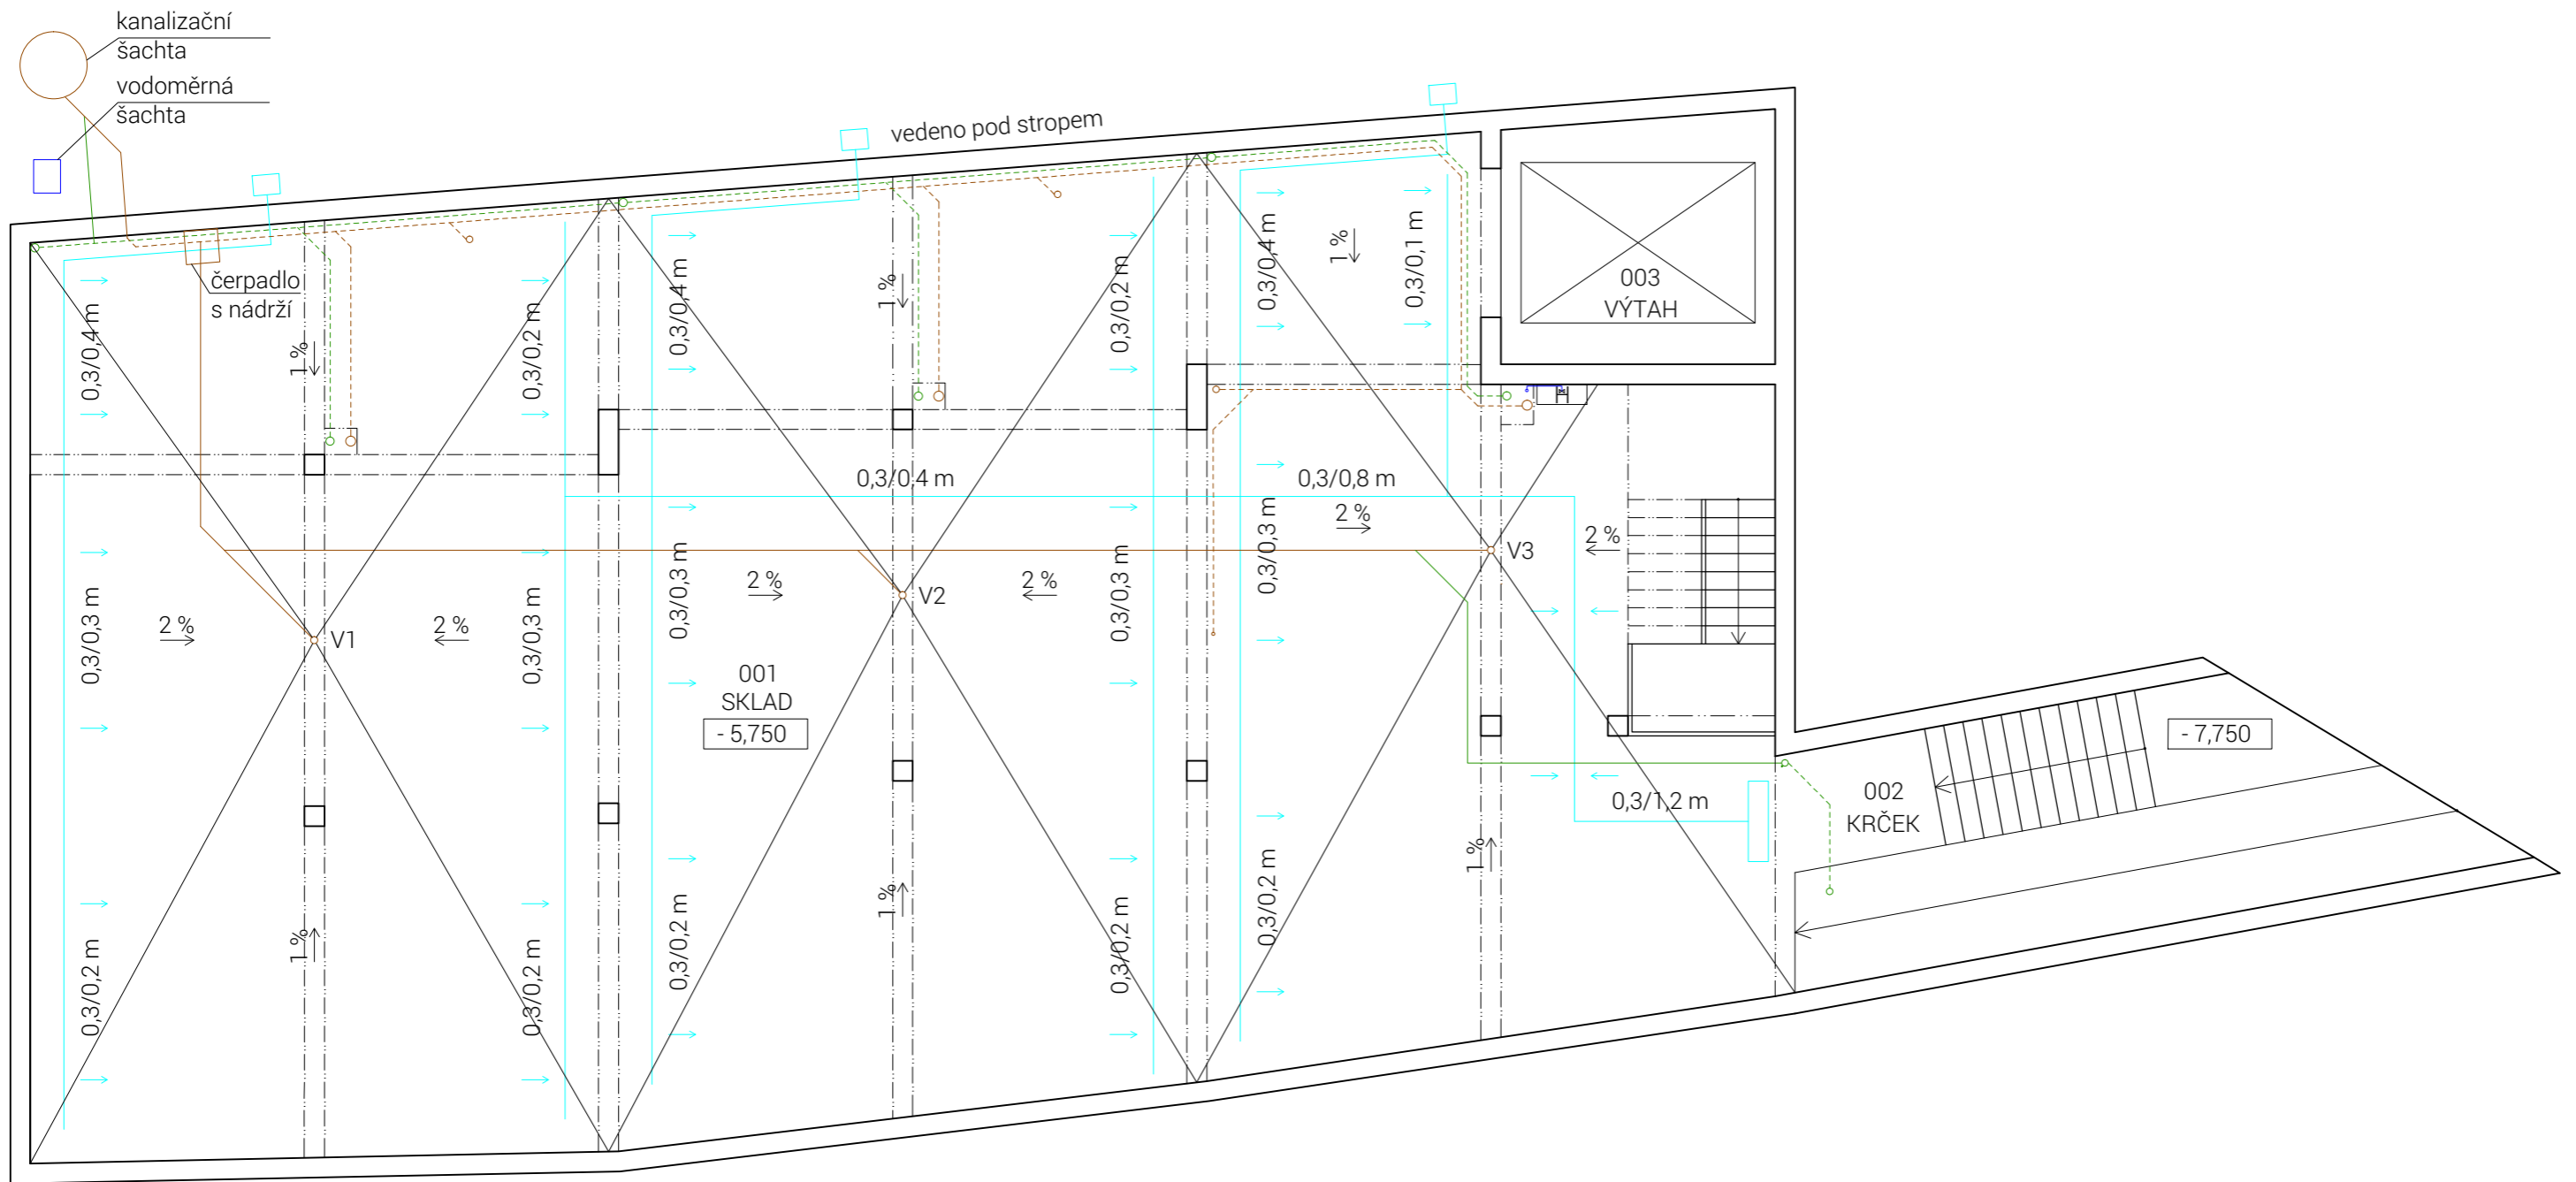 kanalizační
šachta
vodoměrná
šachta
vedeno pod stropem
čerpadlo
s nádrží
003
VÝTAH
0,3/0,4 m
1 %
0,3/0,2 m
0,3/0,4 m
1 %
0,3/0,2 m
0,3/0,4 m
1 %
0,3/0,1 m
H
0,3/0,4 m
0,3/0,8 m
2 %
2 %
V3
0,3/0,3 m
2 %
V1
2 %
0,3/0,3 m
0,3/0,3 m
2 %
V2
2 %
0,3/0,3 m
0,3/0,3 m
001
SKLAD
- 5,750
- 7,750
002
KRČEK
0,3/1,2 m
0,3/0,2 m
1 %
0,3/0,2 m
0,3/0,2 m
1 %
0,3/0,2 m
0,3/0,2 m
1 %